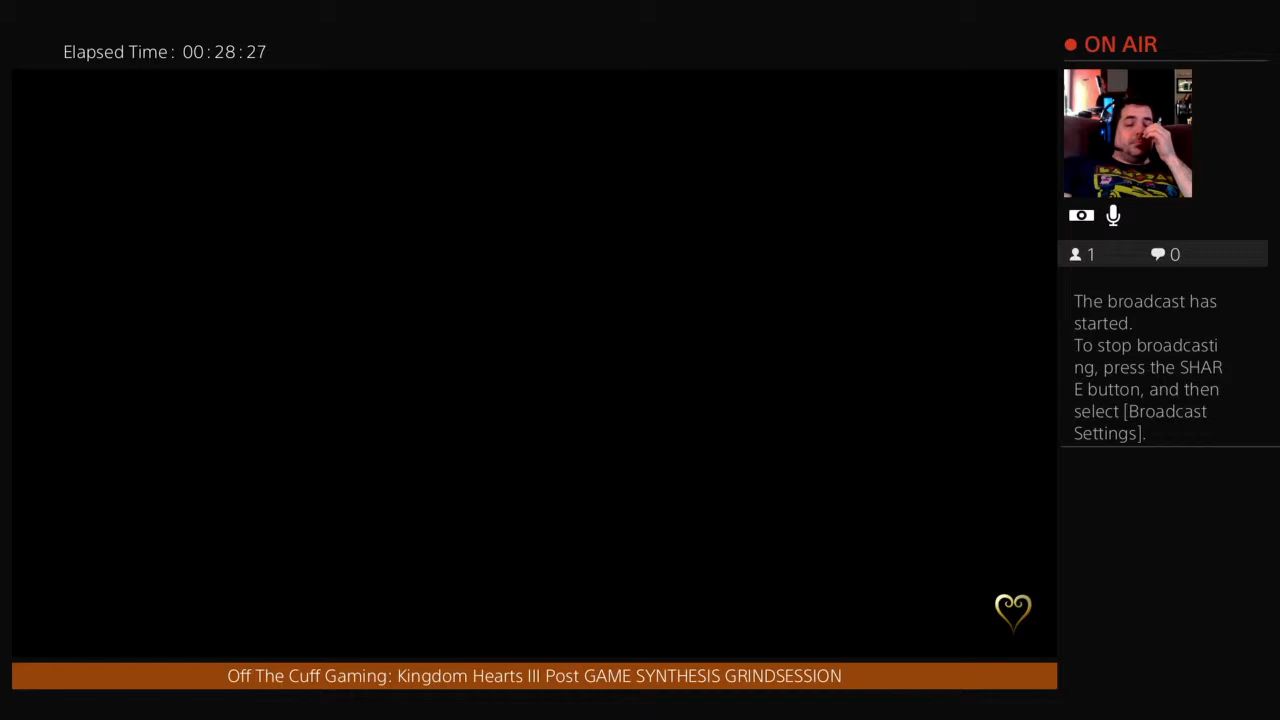 Elapsed Time: 00:28:27
ON AIR
1
0
The broadcast has
started.
To stop broadcasti
ng, press the SHAR
E button, and then
select [Broadcast
Settings].
Off The Cuff Gaming: Kingdom Hearts III Post GAME SYNTHESIS GRINDSESSION